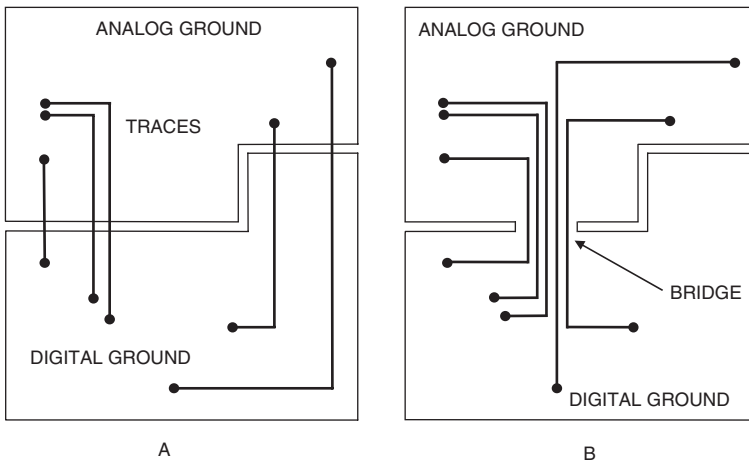 ANALOG GROUND
TRACES
DIGITAL GROUND
A
ANALOG GROUND
BRIDGE
DIGITAL GROUND
B